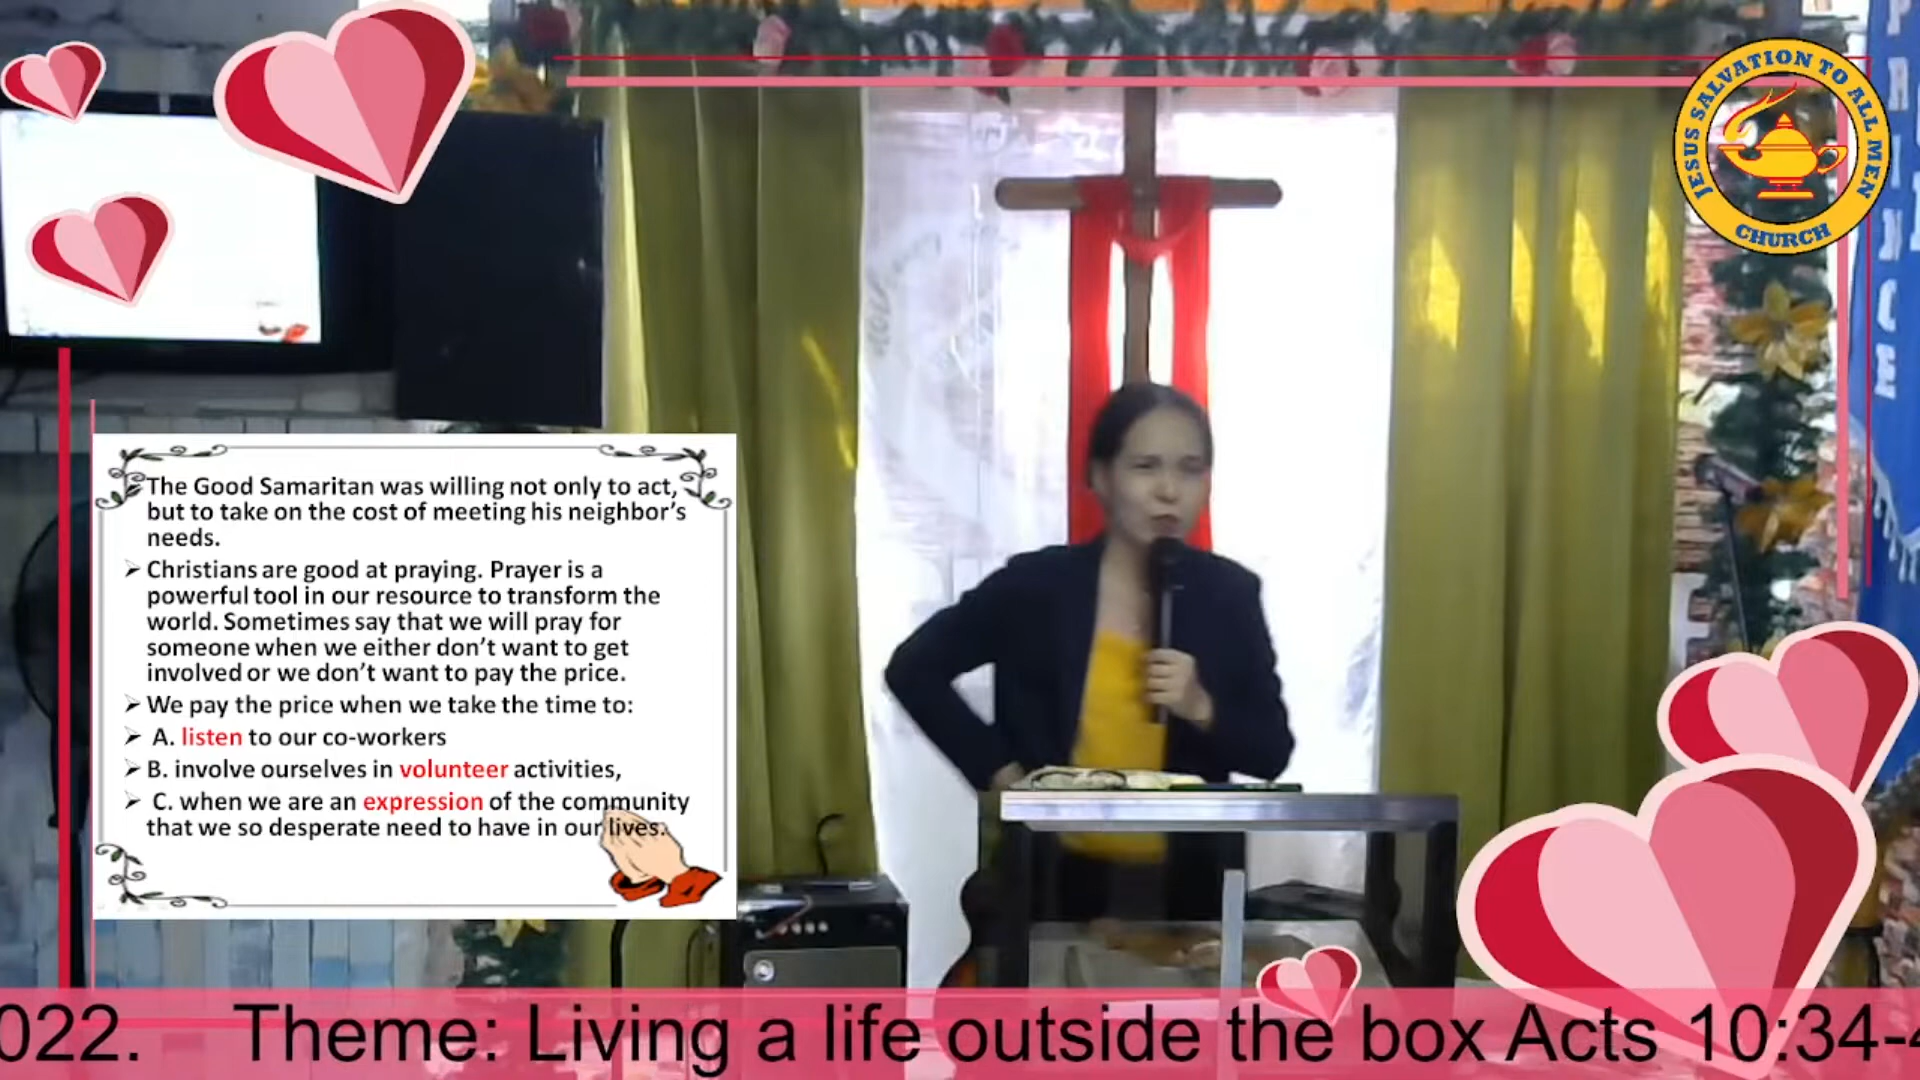 JESUS SALVATION TO ALL MEN
CHURCH
The Good Samaritan was willing not only to act,
but to take on the cost of meeting his neighbor's
needs.
Christians are good at praying. Prayer is a
powerful tool in our resource to transform the
world. Sometimes say that we will pray for
someone when we either don't want to get
involved or we don't want to pay the price.
We pay the price when we take the time to:
A. listen to our co-workers
B. involve ourselves in volunteer activities,
C. when we are an expression of the community
that we so desperate need to have in our lives.
022. Theme: Living a life outside the box Acts 10:34-4